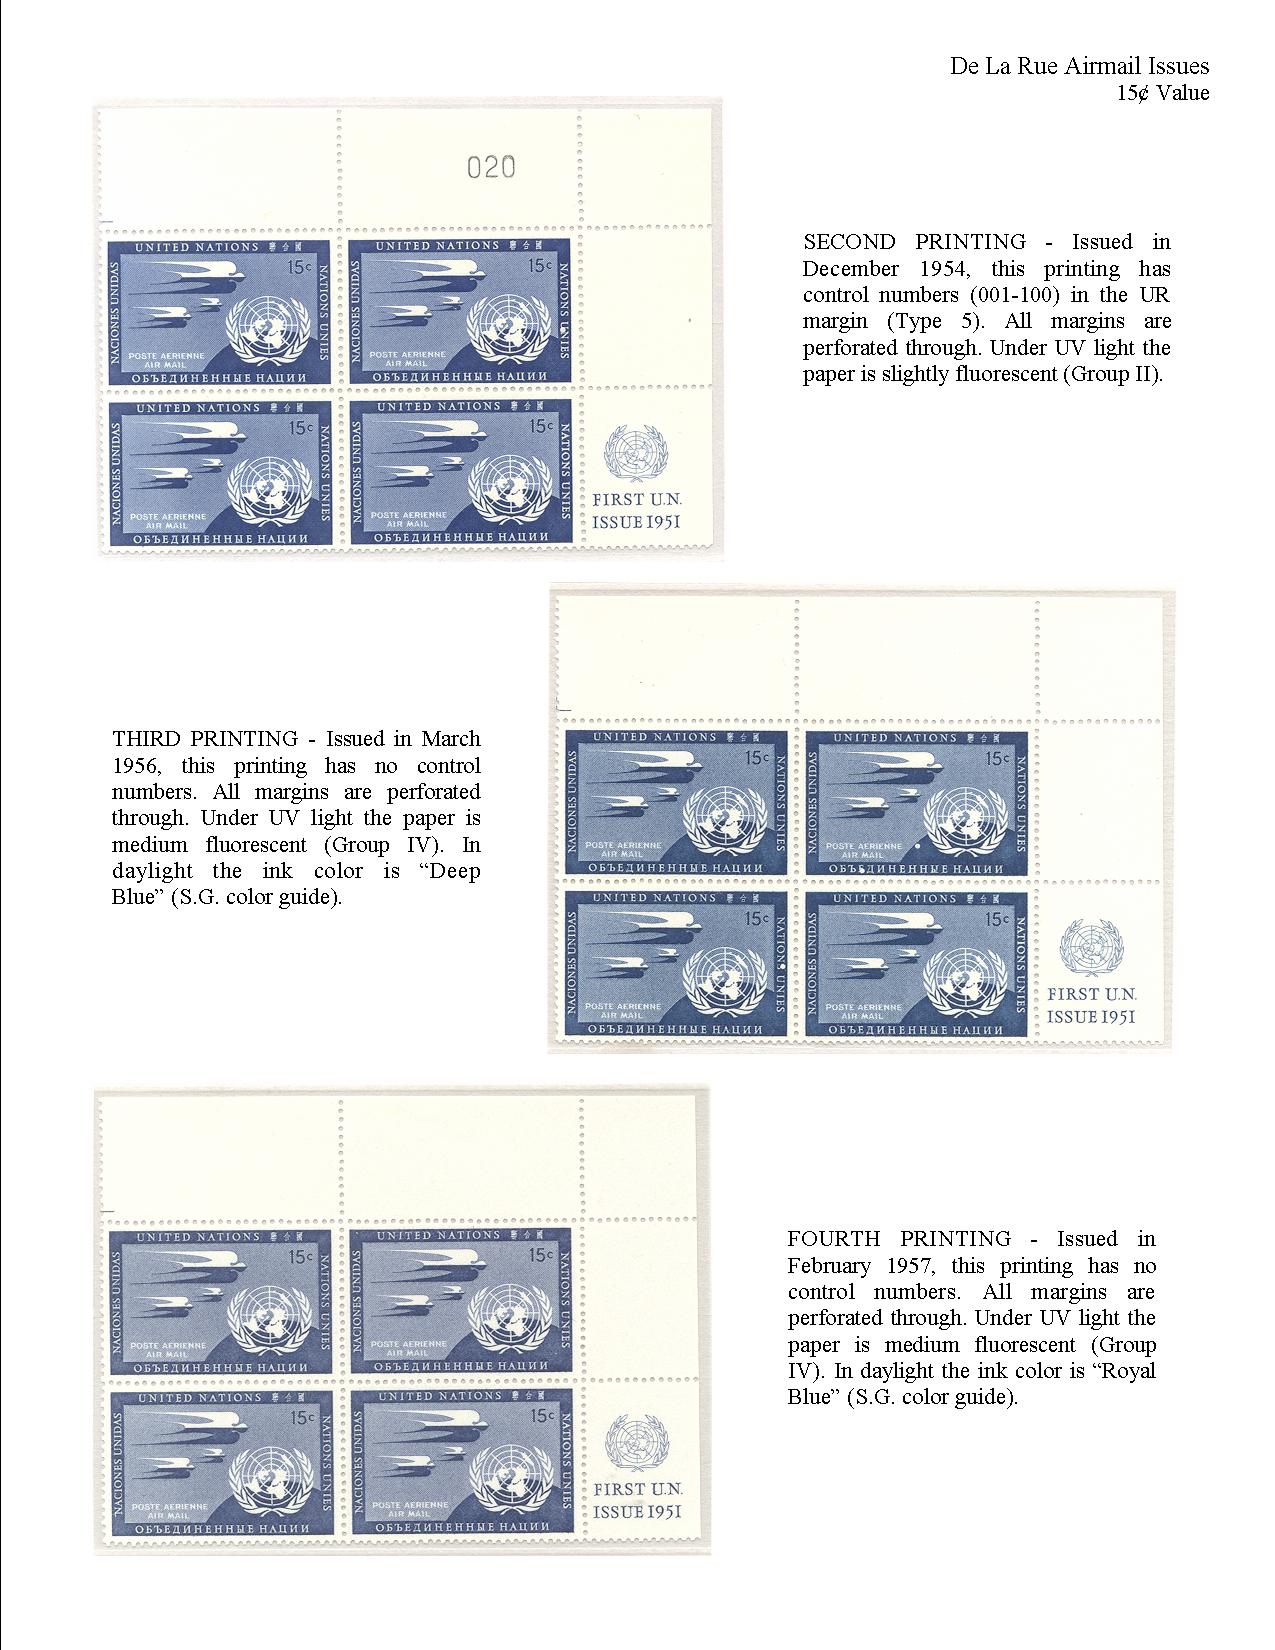 De La Rue Airmail Issues
15¢ Value
020
UNITED NATIONS 聯合國
15c
NACIONES UNIDAS
NATIONS UNIES
POSTE AERIENNE
AIR MAIL
ОБЪЕДИНЕННЫЕ НАЦИИ
UNITED NATIONS 聯合國
15c
NACIONES UNIDAS
NATIONS UNIES
POSTE AERIENNE
AIR MAIL
ОБЪЕДИНЕННЫЕ НАЦИИ
UNITED NATIONS 聯合國
15c
NACIONES UNIDAS
NATIONS UNIES
POSTE AERIENNE
AIR MAIL
ОБЪЕДИНЕННЫЕ НАЦИИ
UNITED NATIONS 聯合國
15c
NACIONES UNIDAS
NATIONS UNIES
POSTE AERIENNE
AIR MAIL
ОБЪЕДИНЕННЫЕ НАЦИИ
FIRST U.N.
ISSUE 1951
SECOND PRINTING - Issued in
December 1954, this printing has
control numbers (001-100) in the UR
margin (Type 5). All margins are
perforated through. Under UV light the
paper is slightly fluorescent (Group II).
THIRD PRINTING - Issued in March
1956, this printing has no control
numbers. All margins are perforated
through. Under UV light the paper is
medium fluorescent (Group IV). In
daylight the ink color is “Deep
Blue” (S.G. color guide).
UNITED NATIONS 聯合國
15c
NACIONES UNIDAS
NATIONS UNIES
POSTE AERIENNE
AIR MAIL
ОБЪЕДИНЕННЫЕ НАЦИИ
UNITED NATIONS 聯合國
15c
NACIONES UNIDAS
NATIONS UNIES
POSTE AERIENNE
AIR MAIL
ОБЪЕДИНЕННЫЕ НАЦИИ
UNITED NATIONS 聯合國
15c
NACIONES UNIDAS
NATIONS UNIES
POSTE AERIENNE
AIR MAIL
ОБЪЕДИНЕННЫЕ НАЦИИ
UNITED NATIONS 聯合國
15c
NACIONES UNIDAS
NATIONS UNIES
POSTE AERIENNE
AIR MAIL
ОБЪЕДИНЕННЫЕ НАЦИИ
FIRST U.N.
ISSUE 1951
UNITED NATIONS 聯合國
15c
NACIONES UNIDAS
NATIONS UNIES
POSTE AERIENNE
AIR MAIL
ОБЪЕДИНЕННЫЕ НАЦИИ
UNITED NATIONS 聯合國
15c
NACIONES UNIDAS
NATIONS UNIES
POSTE AERIENNE
AIR MAIL
ОБЪЕДИНЕННЫЕ НАЦИИ
UNITED NATIONS 聯合國
15c
NACIONES UNIDAS
NATIONS UNIES
POSTE AERIENNE
AIR MAIL
ОБЪЕДИНЕННЫЕ НАЦИИ
UNITED NATIONS 聯合國
15c
NACIONES UNIDAS
NATIONS UNIES
POSTE AERIENNE
AIR MAIL
ОБЪЕДИНЕННЫЕ НАЦИИ
FIRST U.N.
ISSUE 1951
FOURTH PRINTING - Issued in
February 1957, this printing has no
control numbers. All margins are
perforated through. Under UV light the
paper is medium fluorescent (Group
IV). In daylight the ink color is “Royal
Blue” (S.G. color guide).